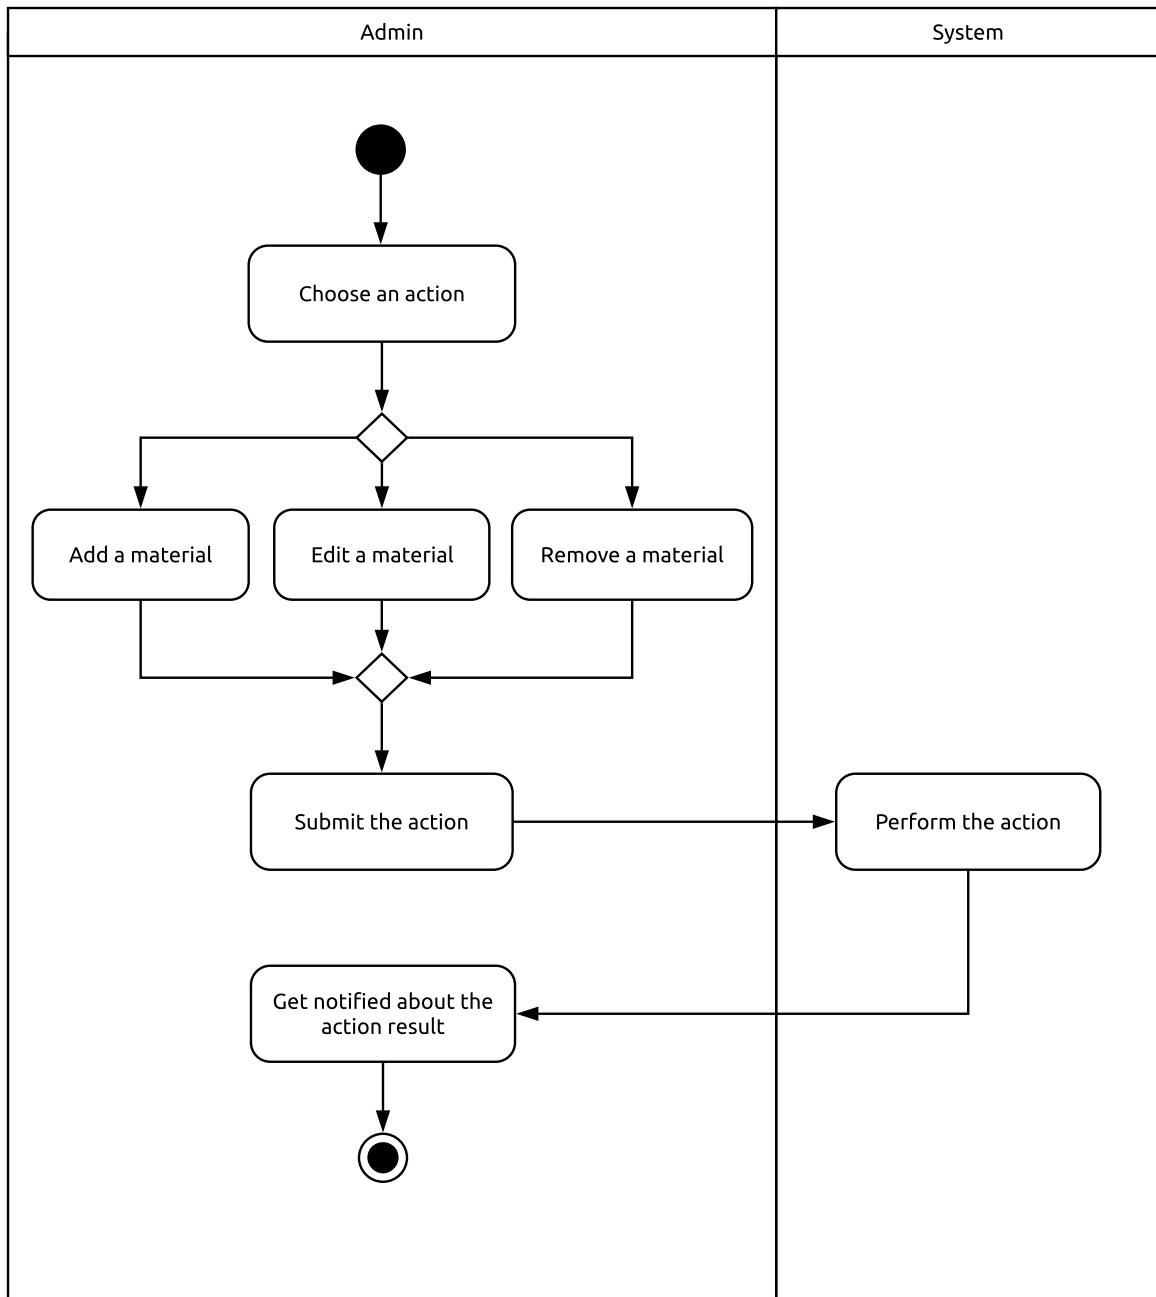 Admin
System
Choose an action
Add a material
Edit a material
Remove a material
Submit the action
Perform the action
Get notified about the
action result